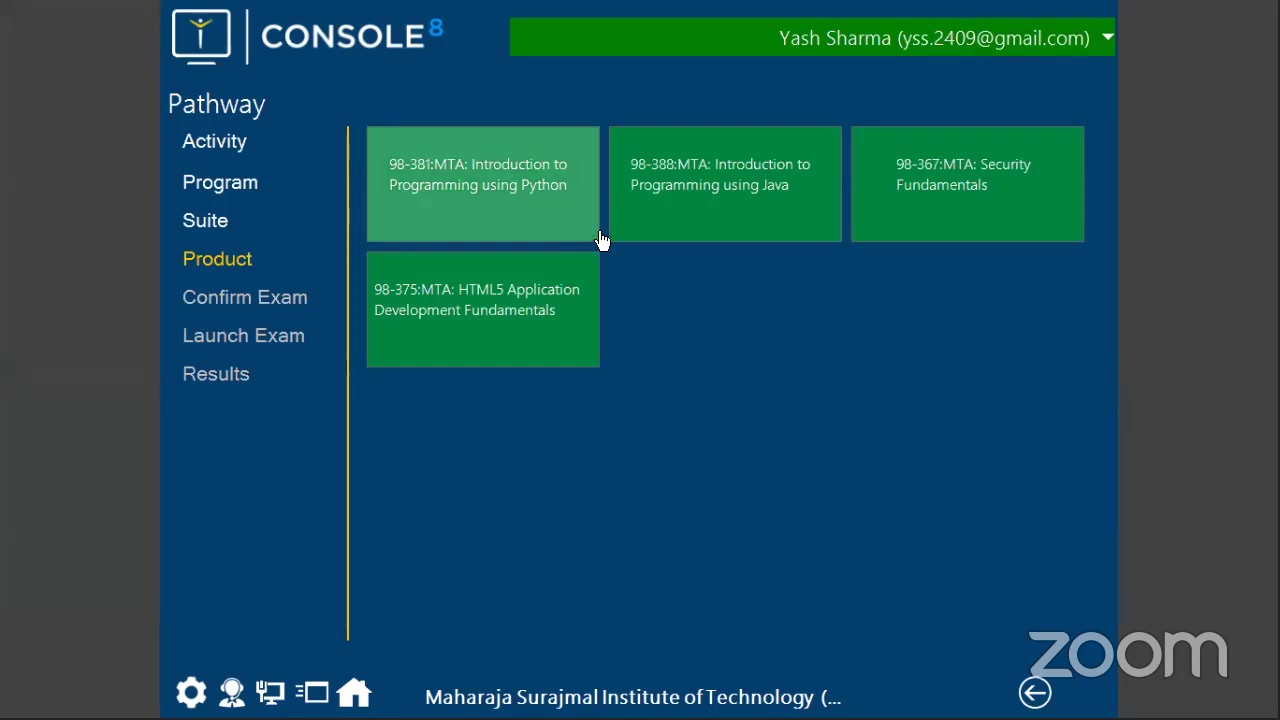 CONSOLE 8
Yash Sharma (yss.2409@gmail.com)
Pathway
Activity
Program
Suite
Product
Confirm Exam
Launch Exam
Results
98-381:MTA: Introduction to
Programming using Python
98-388:MTA: Introduction to
Programming using Java
98-367:MTA: Security
Fundamentals
98-375:MTA: HTML5 Application
Development Fundamentals
zoom
Maharaja Surajmal Institute of Technology (...